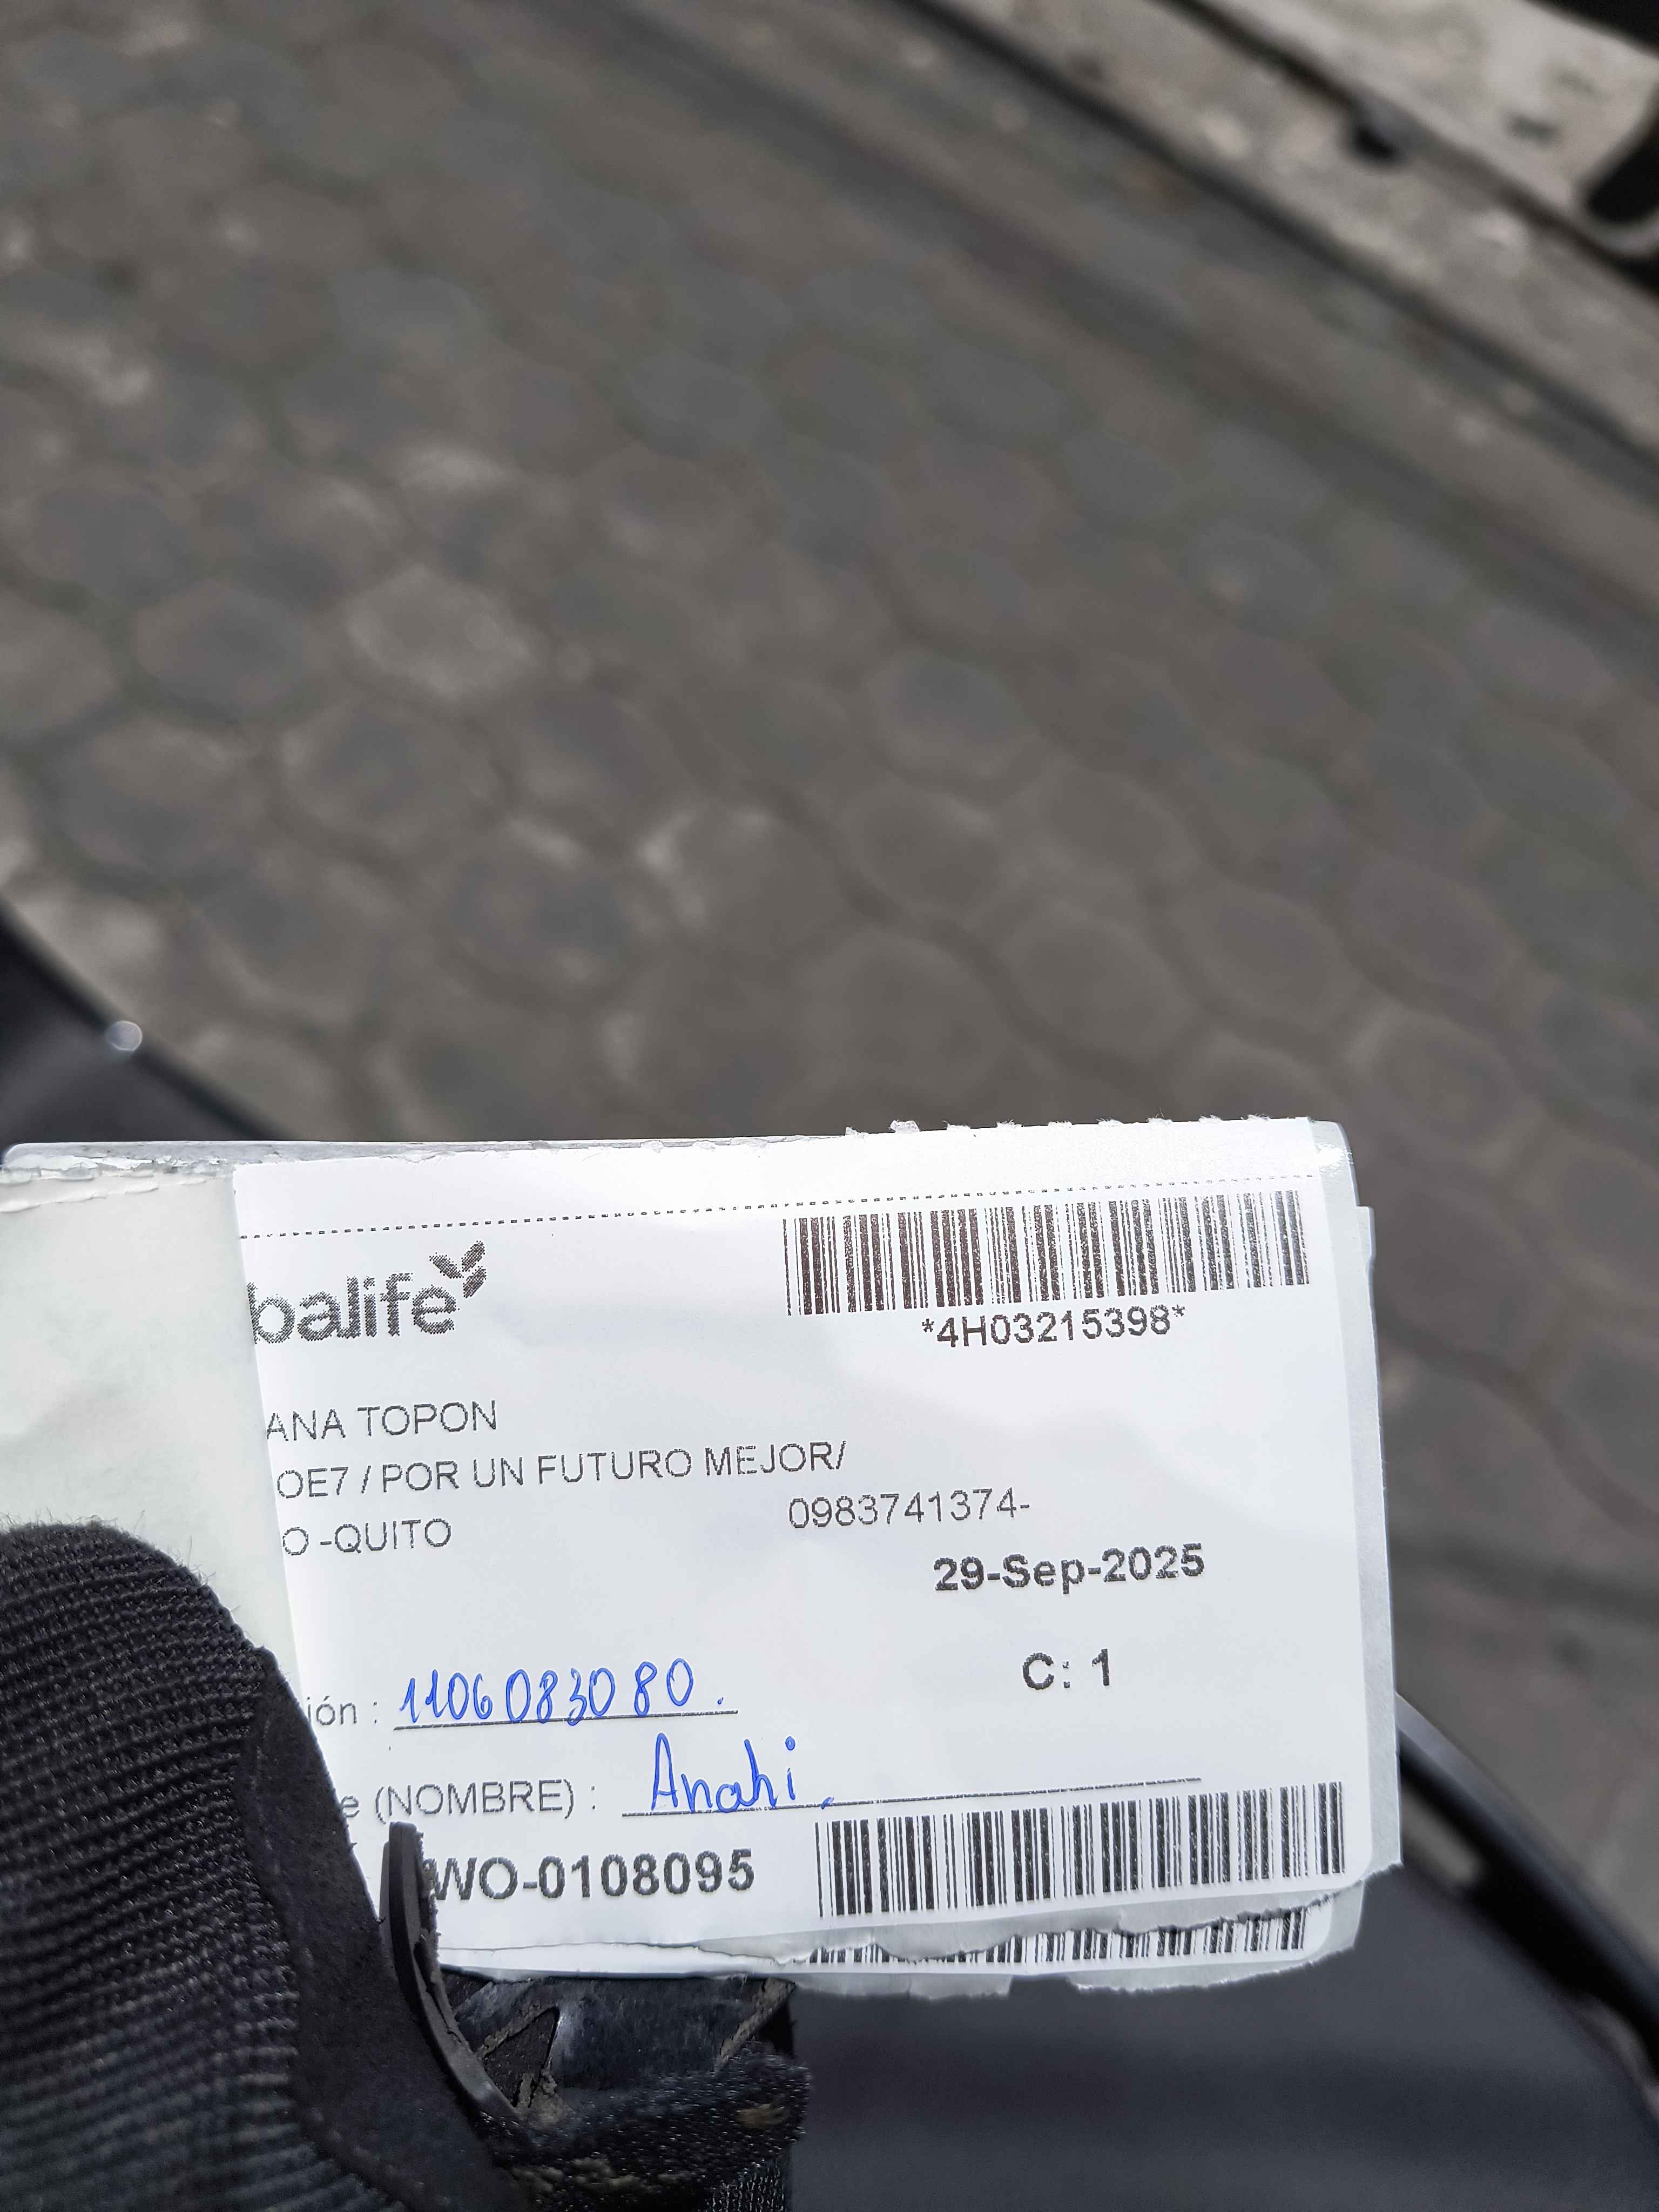 balife
*4H03215398*
ANA TOPON
OE7 / POR UN FUTURO MEJOR/
O -QUITO
0983741374-
29-Sep-2025
C: 1
ión : 1106083080.
e (NOMBRE) : Anahi.
WO-0108095